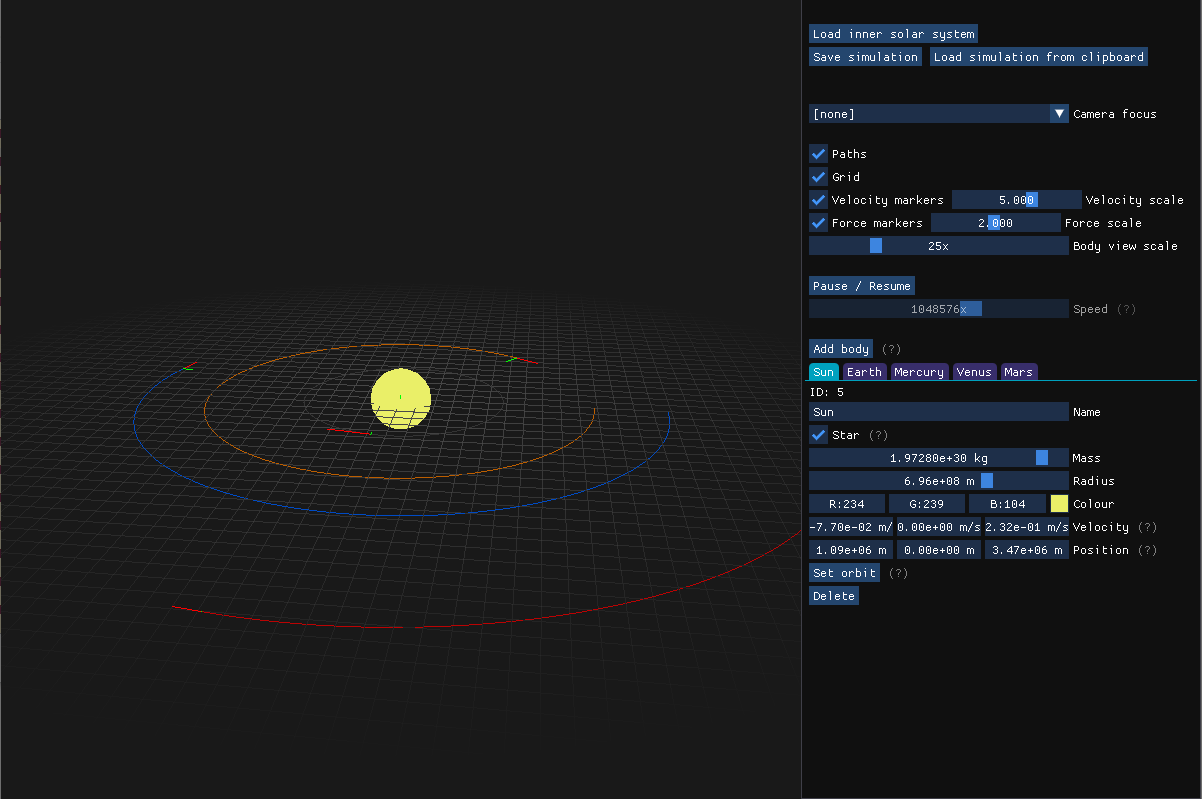 Load inner solar system
Save simulation Load simulation from clipboard
[none] Camera focus
Paths
Grid
Velocity markers 5.000 Velocity scale
Force markers 2.000 Force scale
25x Body view scale
Pause / Resume
1048576x Speed (?)
Add body (?)
Sun Earth Mercury Venus Mars
ID: 5
Sun Name
Star (?)
1.97280e+30 kg Mass
6.96e+08 m Radius
R:234 G:239 B:104 Colour
-7.70e-02 m/ 0.00e+00 m/s 2.32e-01 m/s Velocity (?)
1.09e+06 m 0.00e+00 m 3.47e+06 m Position (?)
Set orbit (?)
Delete